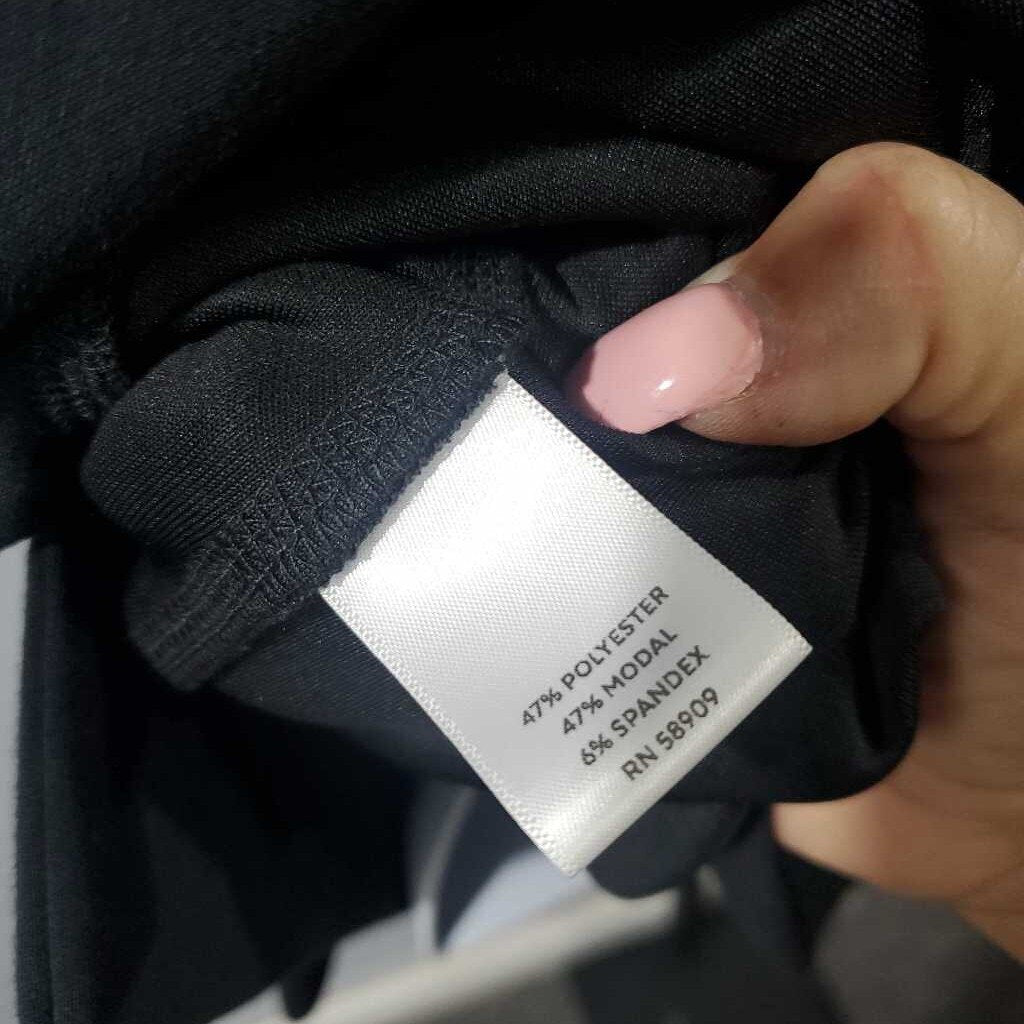 47% POLYESTER
47% MODAL
6% SPANDEX
RN 58909